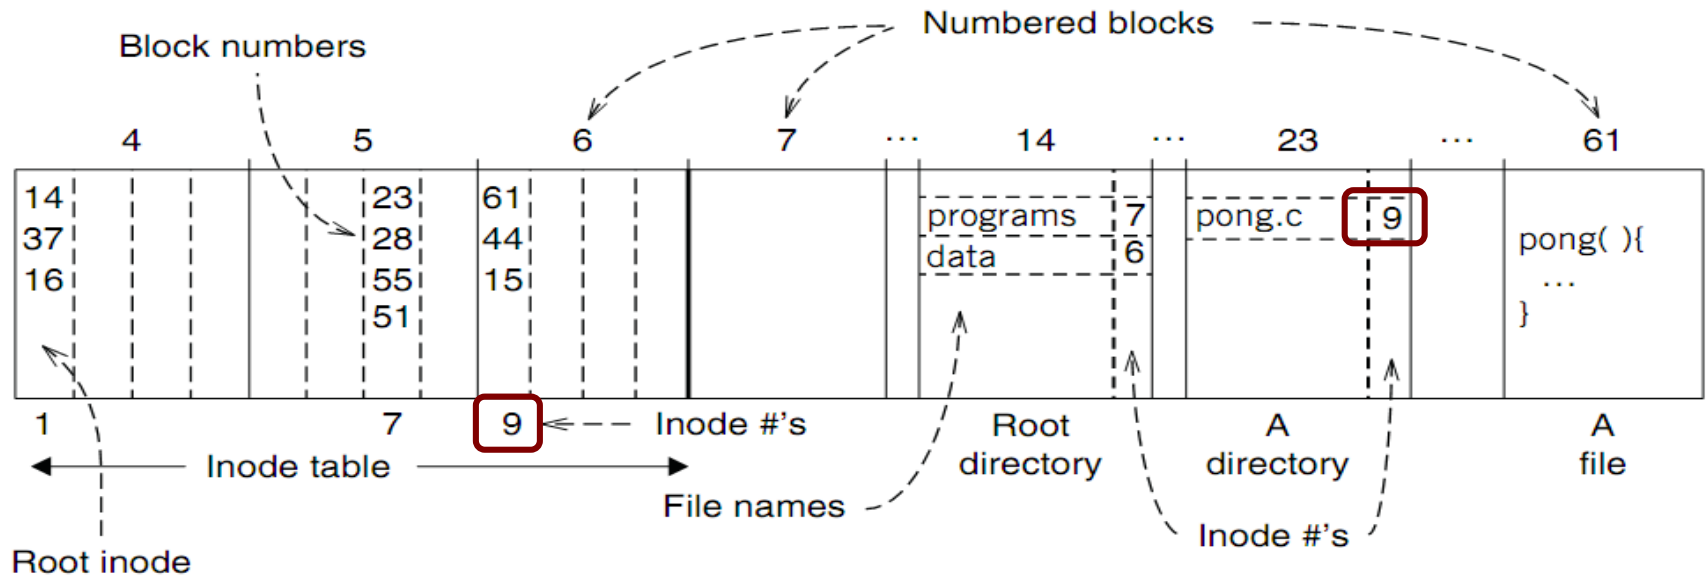 Numbered blocks
Block numbers
4 5 6 7 ... 14 ... 23 ... 61
14 23 61
programs 7 pong.c 9
37 28 44
pong( ){
data 6
16 55 15
...
51
}
1 7 9 Inode #'s Root A A
Inode table directory directory file
File names
Inode #'s
Root inode